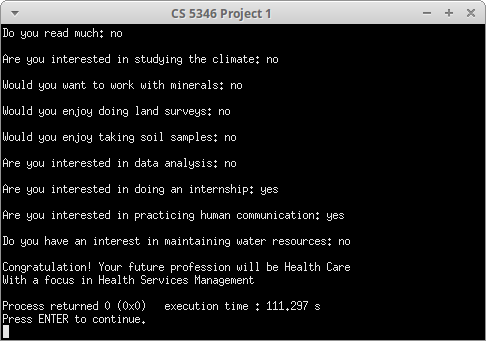 CS 5346 Project 1
Do you read much: no
Are you interested in studying the climate: no
Would you want to work with minerals: no
Would you enjoy doing land surveys: no
Would you enjoy taking soil samples: no
Are you interested in data analysis: no
Are you interested in doing an internship: yes
Are you interested in practicing human communication: yes
Do you have an interest in maintaining water resources: no
Congratulation! Your future profession will be Health Care
With a focus in Health Services Management
Process returned 0 (0x0)   execution time : 111.297 s
Press ENTER to continue.